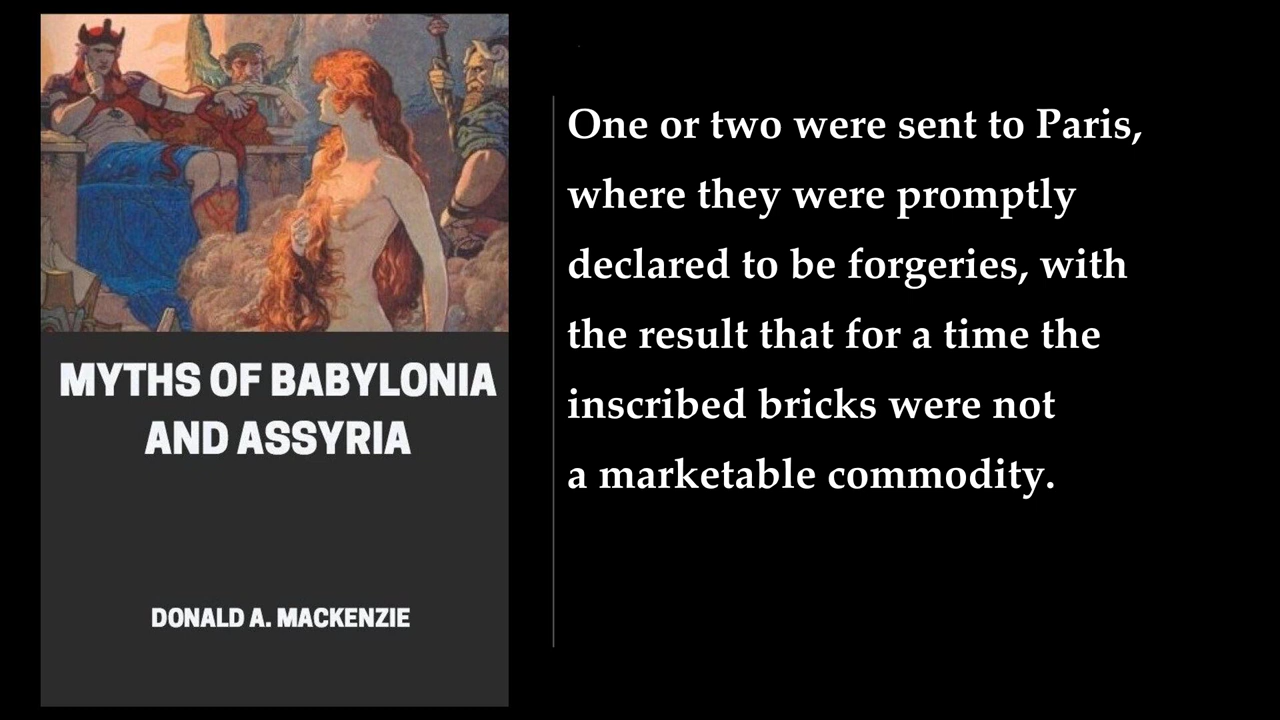 MYTHS OF BABYLONIA
AND ASSYRIA
DONALD A. MACKENZIE
One or two were sent to Paris,
where they were promptly
declared to be forgeries, with
the result that for a time the
inscribed bricks were not
a marketable commodity.